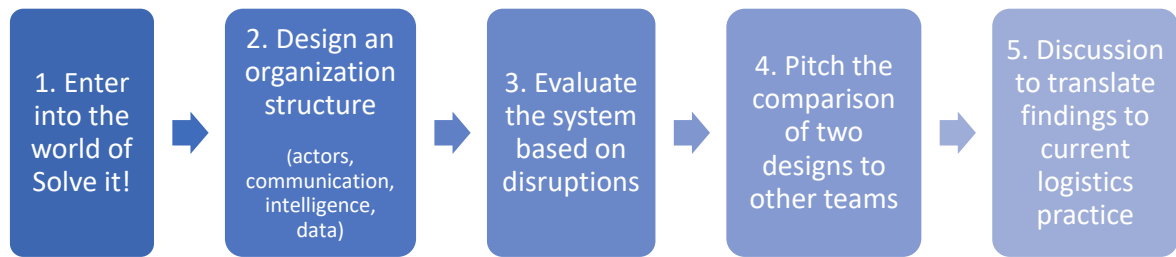 1. Enter
into the
world of
Solve it!
2. Design an
organization
structure
(actors,
communication,
intelligence,
data)
3. Evaluate
the system
based on
disruptions
4. Pitch the
comparison
of two
designs to
other teams
5. Discussion
to translate
findings to
current
logistics
practice